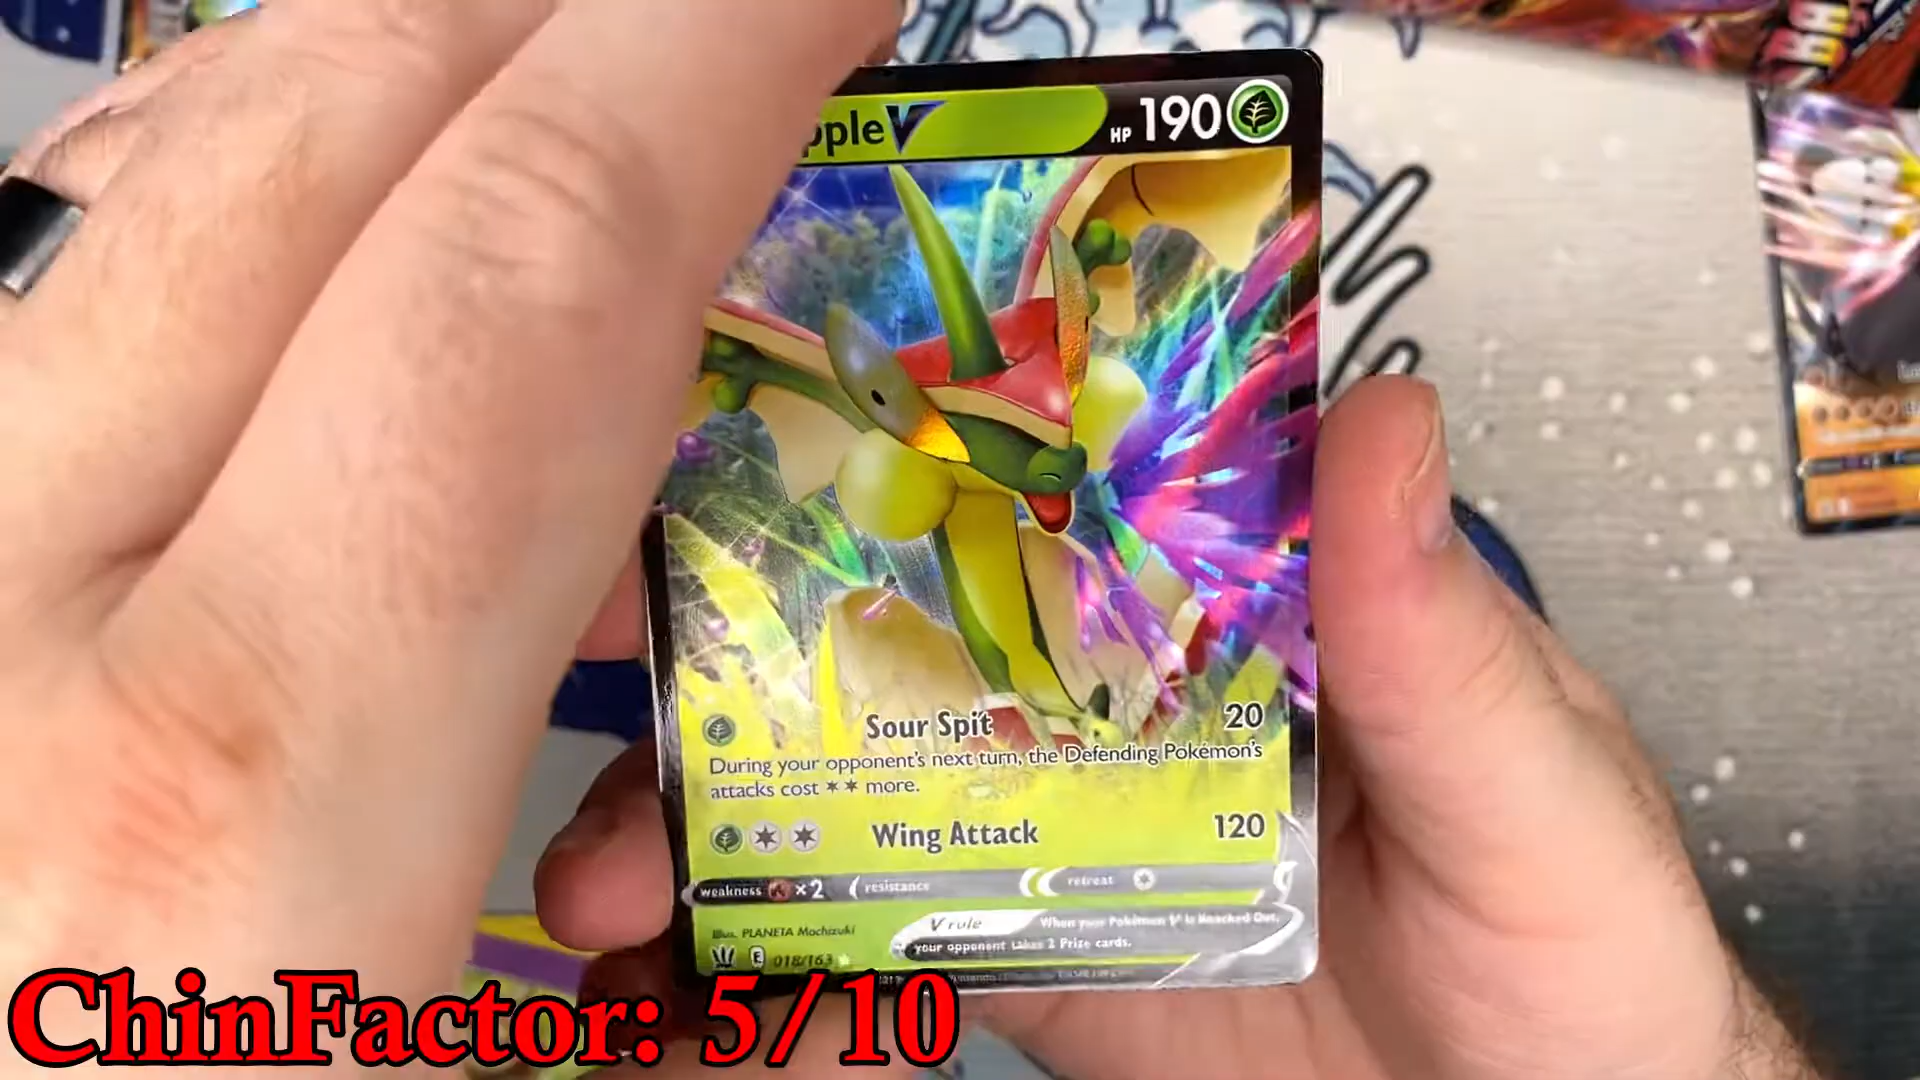 pple V
HP 190
Sour Spit 20
During your opponent's next turn, the Defending Pokémon's
attacks cost ✶✶ more.
Wing Attack 120
weakness ×2 resistance retreat
V rule When your Pokémon V is Knocked Out,
your opponent takes 2 Prize cards.
Illus. PLANETA Mochizuki
E 018/163
ChinFactor: 5/10